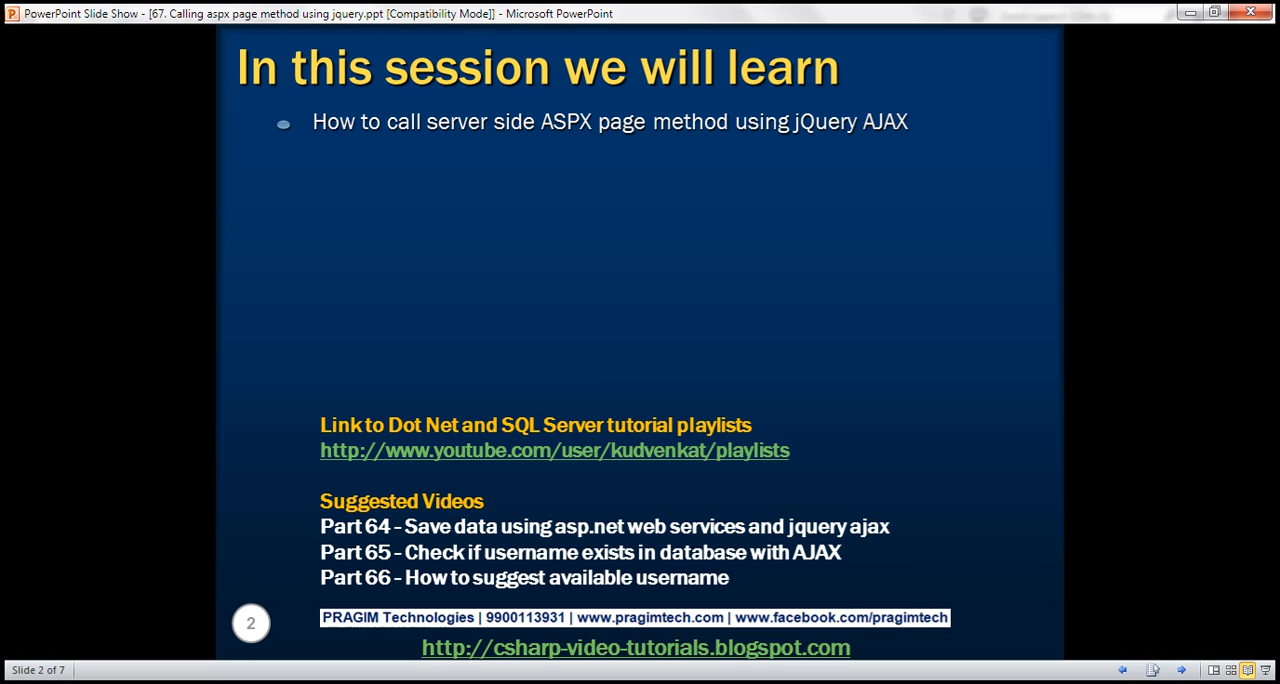 PowerPoint Slide Show - [67. Calling aspx page method using jquery.ppt [Compatibility Mode]] - Microsoft PowerPoint
In this session we will learn
How to call server side ASPX page method using jQuery AJAX
Link to Dot Net and SQL Server tutorial playlists
http://www.youtube.com/user/kudvenkat/playlists
Suggested Videos
Part 64 - Save data using asp.net web services and jquery ajax
Part 65 - Check if username exists in database with AJAX
Part 66 - How to suggest available username
2
PRAGIM Technologies | 9900113931 | www.pragimtech.com | www.facebook.com/pragimtech
http://csharp-video-tutorials.blogspot.com
Slide 2 of 7